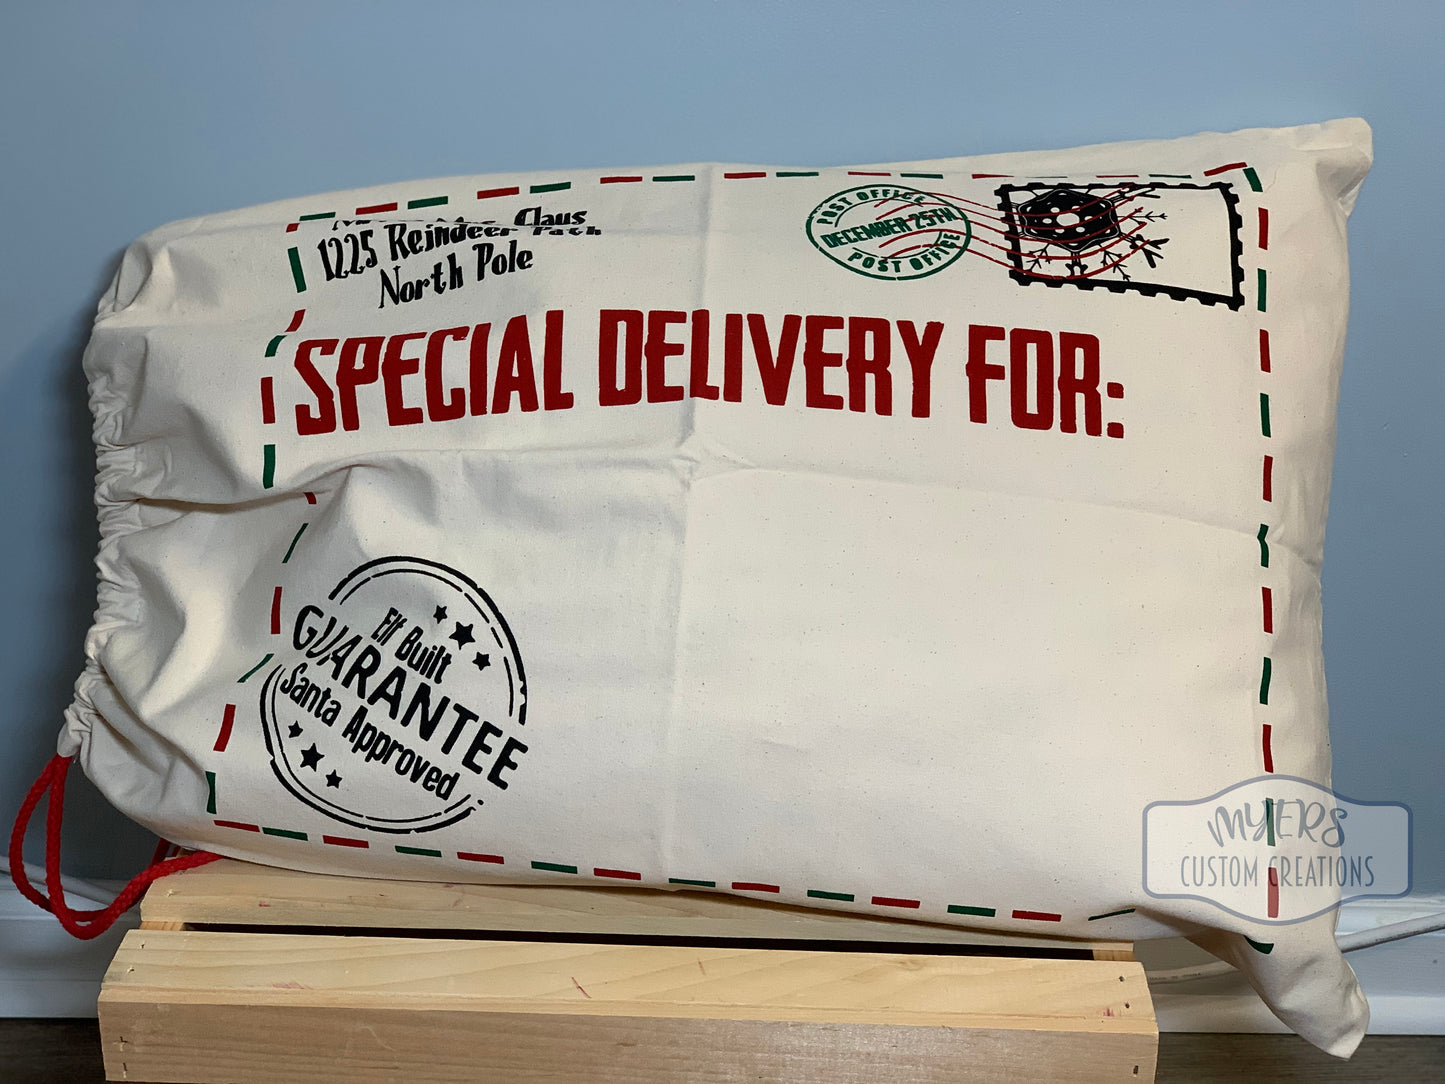 Claus
1225 Reindeer Path
North Pole
POST OFFICE
DECEMBER 25TH
POST OFFICE
SPECIAL DELIVERY FOR:
Elf Built
GUARANTEE
Santa Approved
MYERS
CUSTOM CREATIONS